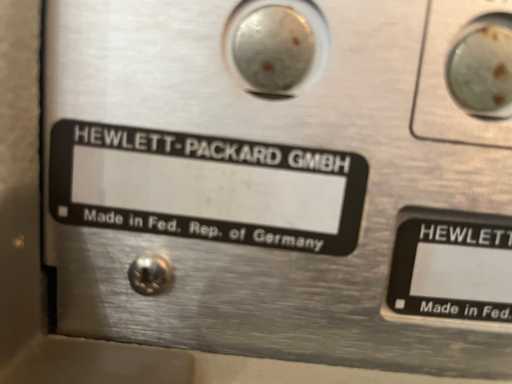 HEWLETT-PACKARD GMBH
Made in Fed. Rep. of Germany
HEWLETT
Made in Fed.